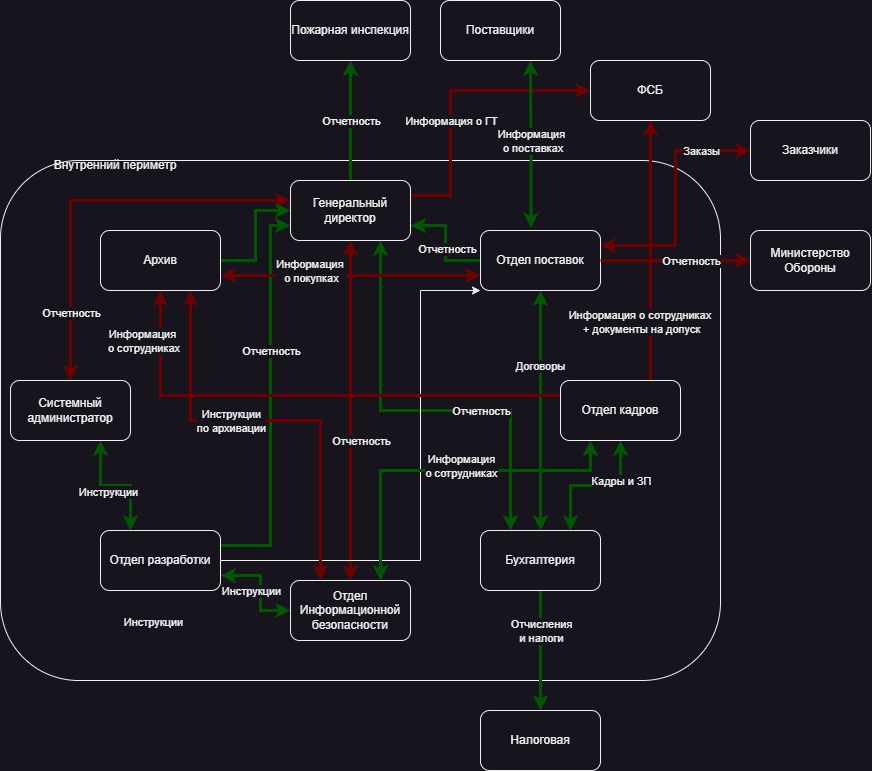 Пожарная инспекция
Поставщики
ФСБ
Отчетность
Информация о ГТ
Информация
о поставках
Заказы
Заказчики
Внутренний периметр
Генеральный
директор
Архив
Отчетность
Отдел поставок
Отчетность
Министерство
Обороны
Информация
о покупках
Отчетность
Информация о сотрудниках
+ документы на допуск
Информация
о сотрудниках
Отчетность
Договоры
Системный
администратор
Инструкции
по архивации
Отчетность
Отдел кадров
Отчетность
Информация
о сотрудниках
Кадры и ЗП
Инструкции
Отдел разработки
Бухгалтерия
Инструкции
Отдел
Информационной
безопасности
Инструкции
Отчисления
и налоги
Налоговая